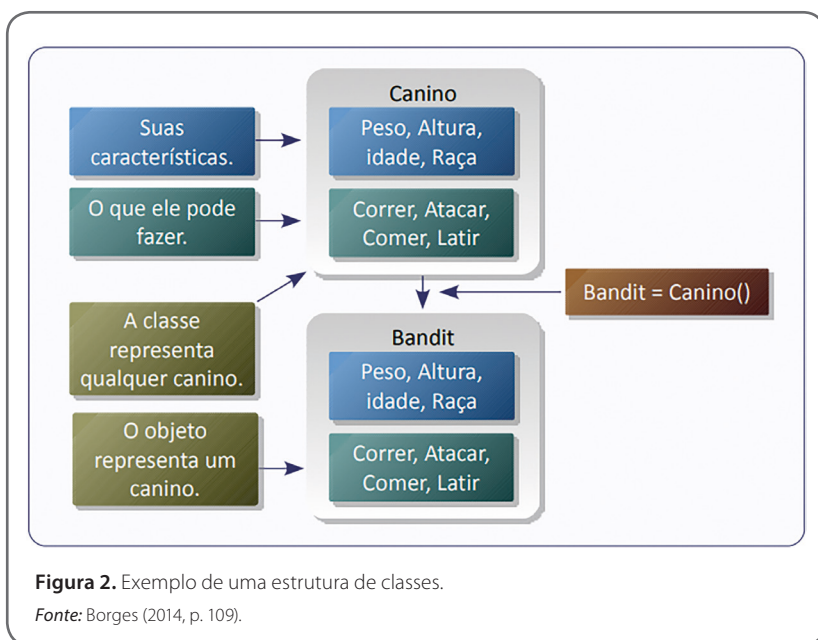 Canino
Suas
características.
Peso, Altura,
idade, Raça
O que ele pode
fazer.
Correr, Atacar,
Comer, Latir
A classe
representa
qualquer canino.
Bandit = Canino()
Bandit
Peso, Altura,
idade, Raça
O objeto
representa um
canino.
Correr, Atacar,
Comer, Latir
Figura 2. Exemplo de uma estrutura de classes.
Fonte: Borges (2014, p. 109).